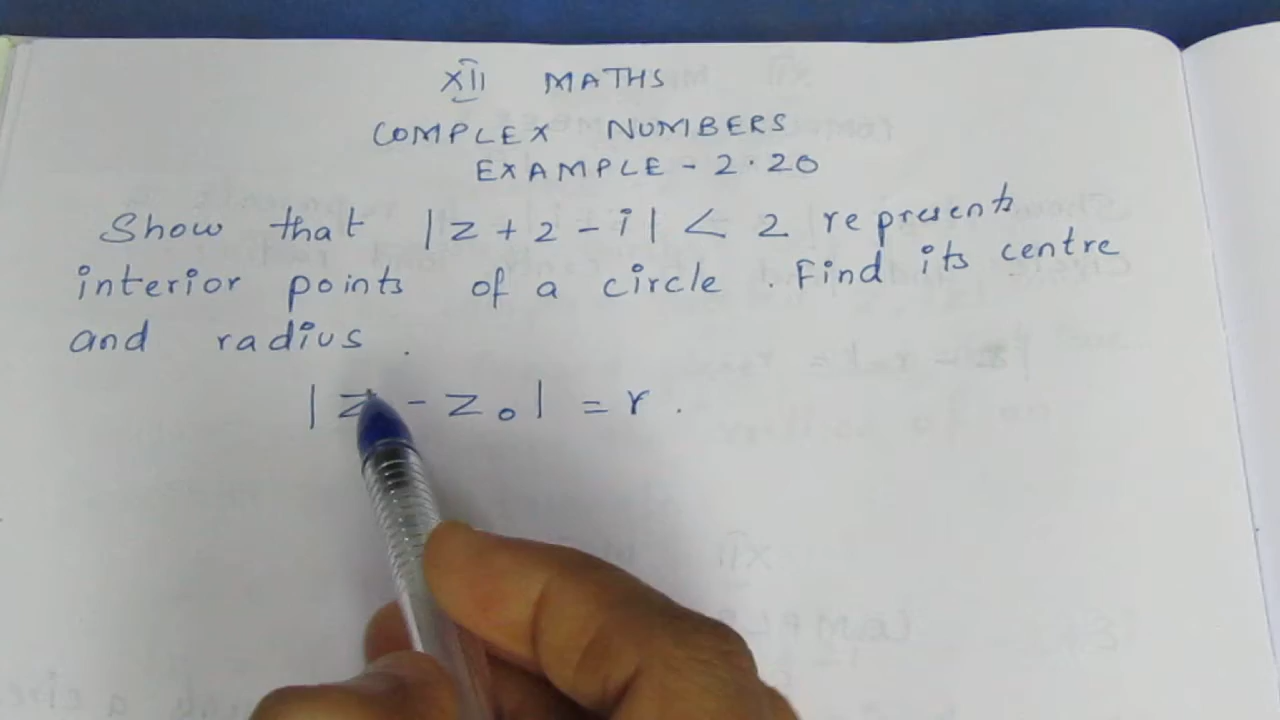 XII MATHS
COMPLEX NUMBERS
EXAMPLE - 2.20
Show that |z + 2 - i| < 2 represents
interior points of a circle. Find its centre
and radius.
|z - z₀| = r.